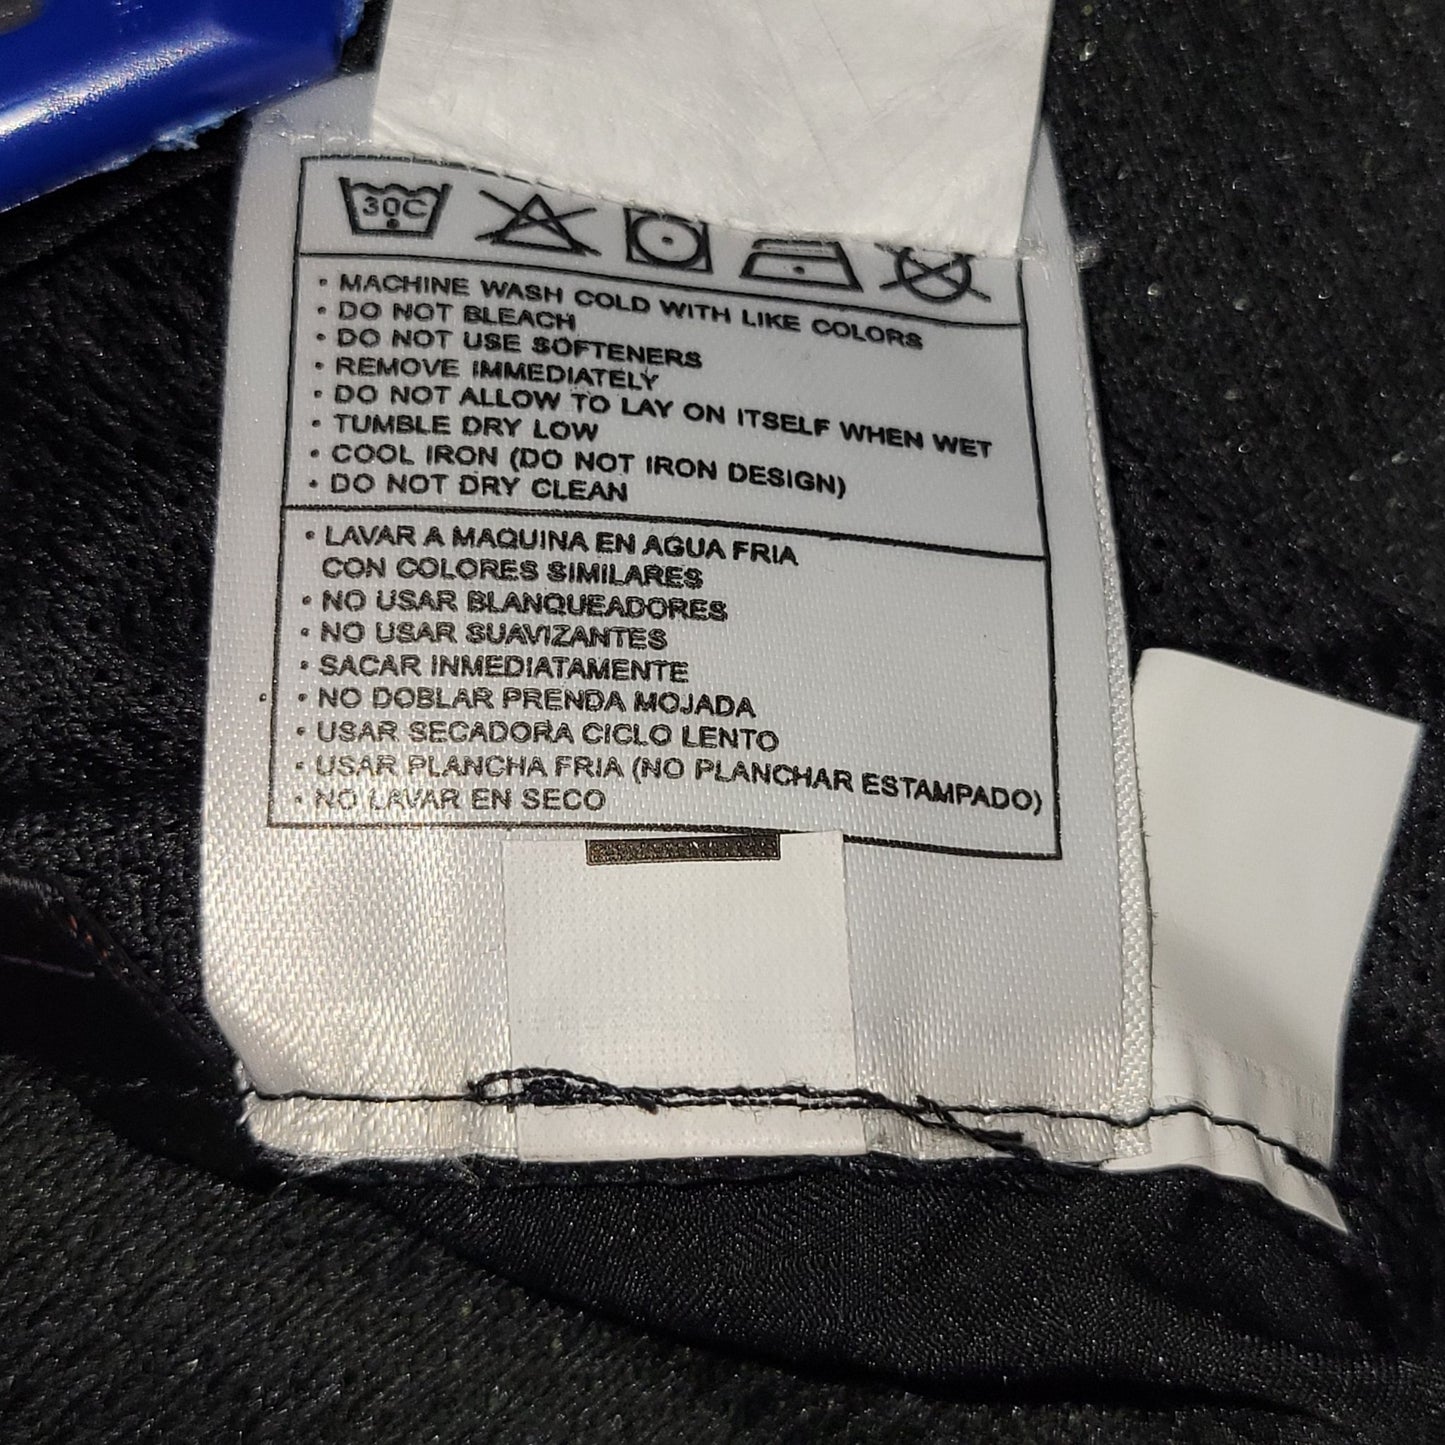 30C
• MACHINE WASH COLD WITH LIKE COLORS
• DO NOT BLEACH
• DO NOT USE SOFTENERS
• REMOVE IMMEDIATELY
• DO NOT ALLOW TO LAY ON ITSELF WHEN WET
• TUMBLE DRY LOW
• COOL IRON (DO NOT IRON DESIGN)
• DO NOT DRY CLEAN
• LAVAR A MAQUINA EN AGUA FRIA
CON COLORES SIMILARES
• NO USAR BLANQUEADORES
• NO USAR SUAVIZANTES
• SACAR INMEDIATAMENTE
• NO DOBLAR PRENDA MOJADA
• USAR SECADORA CICLO LENTO
• USAR PLANCHA FRIA (NO PLANCHAR ESTAMPADO)
• NO LAVAR EN SECO